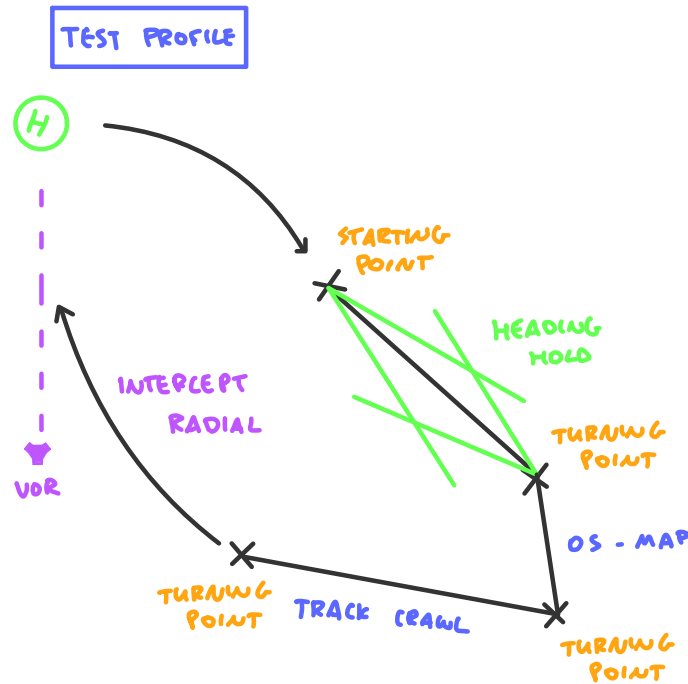 TEST PROFILE
H
STARTING
POINT
HEADING
HOLD
INTERCEPT
RADIAL
TURNING
POINT
VOR
OS - MAP
TURNING
POINT
TRACK CRAWL
TURNING
POINT